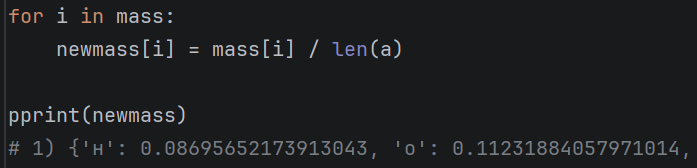 for i in mass:
    newmass[i] = mass[i] / len(a)
pprint(newmass)
# 1) {'н': 0.08695652173913043, 'о': 0.11231884057971014,